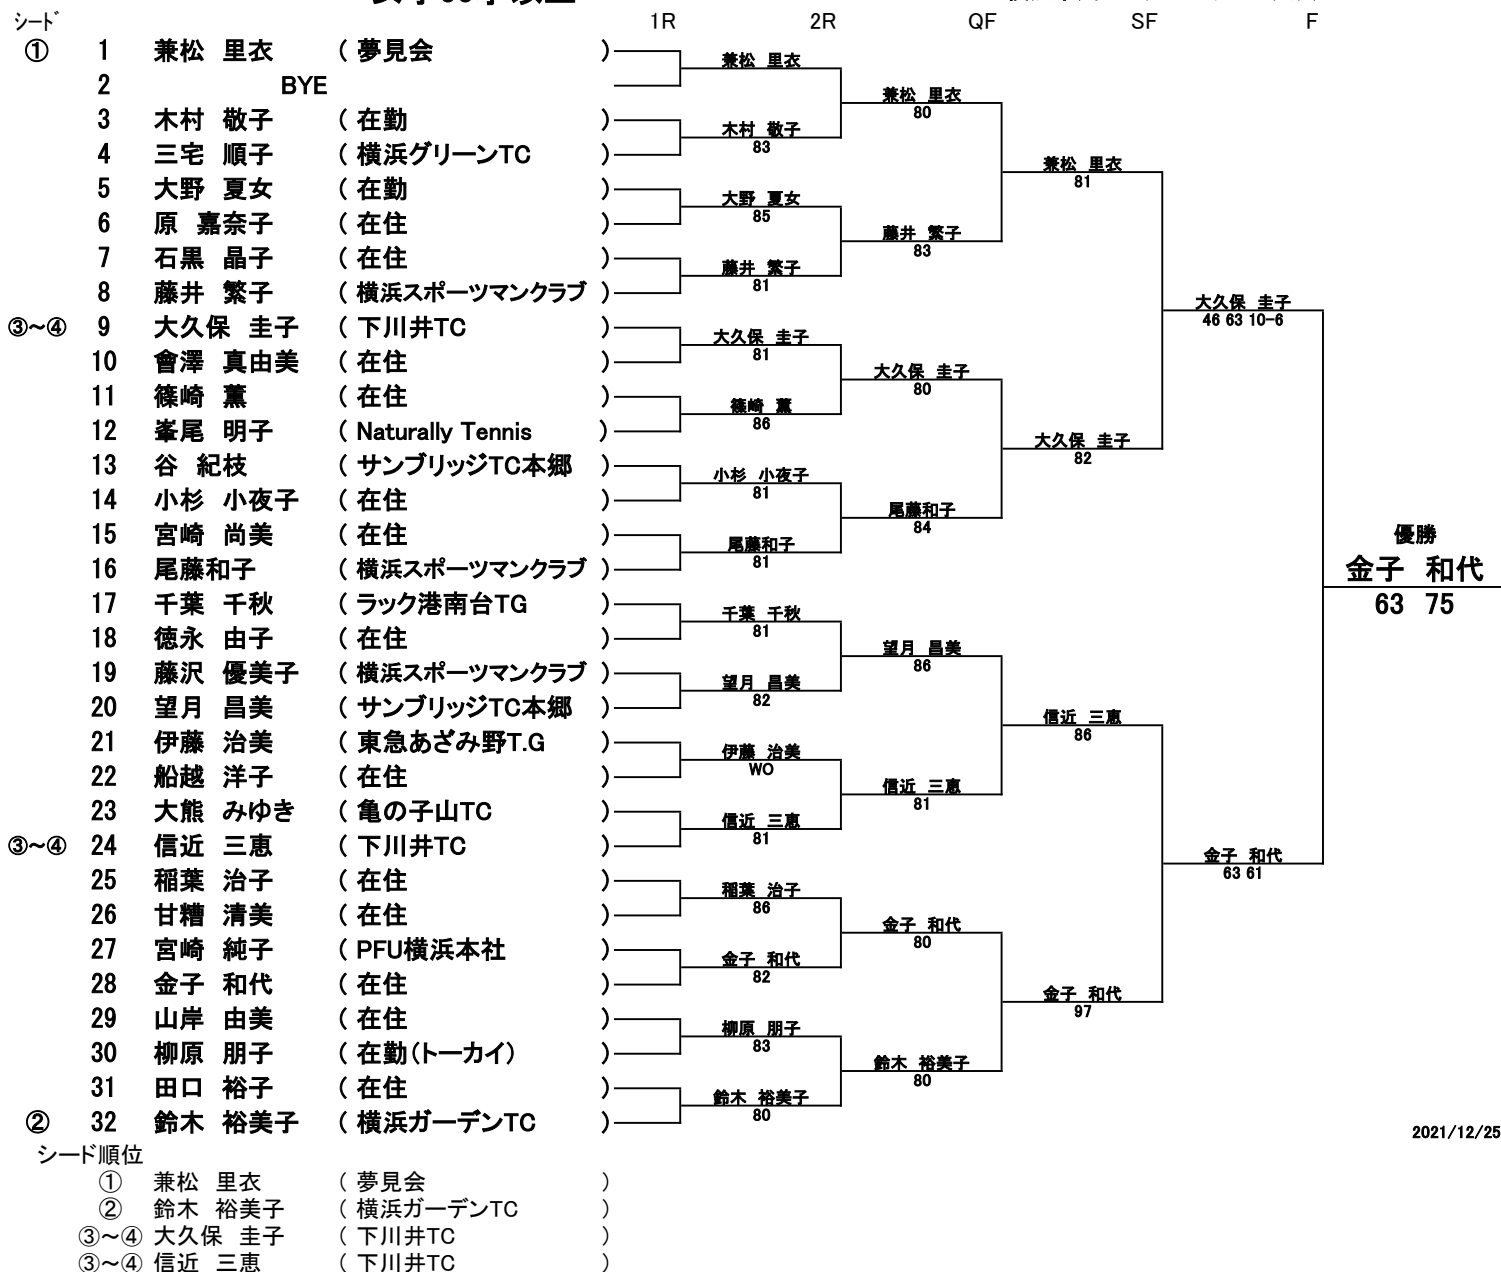 シード 1R 2R QF SF F
① 1 兼松 里衣 ( 夢見会 )
兼松 里衣
2 BYE
兼松 里衣
80
3 木村 敬子 ( 在勤 )
木村 敬子
83
4 三宅 順子 ( 横浜グリーンTC )
兼松 里衣
81
5 大野 夏女 ( 在勤 )
大野 夏女
85
6 原 嘉奈子 ( 在住 )
藤井 繁子
83
7 石黒 晶子 ( 在住 )
藤井 繁子
81
8 藤井 繁子 ( 横浜スポーツマンクラブ )
大久保 圭子
46 63 10-6
③~④ 9 大久保 圭子 ( 下川井TC )
大久保 圭子
81
10 會澤 真由美 ( 在住 )
大久保 圭子
80
11 篠崎 薫 ( 在住 )
篠崎 薫
86
12 峯尾 明子 ( Naturally Tennis )
大久保 圭子
82
13 谷 紀枝 ( サンブリッジTC本郷 )
小杉 小夜子
81
14 小杉 小夜子 ( 在住 )
尾藤和子
84
15 宮崎 尚美 ( 在住 )
尾藤和子
81
16 尾藤和子 ( 横浜スポーツマンクラブ )
優勝
金子 和代
63 75
17 千葉 千秋 ( ラック港南台TG )
千葉 千秋
81
18 徳永 由子 ( 在住 )
望月 昌美
86
19 藤沢 優美子 ( 横浜スポーツマンクラブ )
望月 昌美
82
20 望月 昌美 ( サンブリッジTC本郷 )
信近 三恵
86
21 伊藤 治美 ( 東急あざみ野T.G )
伊藤 治美
WO
22 船越 洋子 ( 在住 )
信近 三恵
81
23 大熊 みゆき ( 亀の子山TC )
信近 三恵
81
③~④ 24 信近 三恵 ( 下川井TC )
金子 和代
63 61
25 稲葉 治子 ( 在住 )
稲葉 治子
86
26 甘糟 清美 ( 在住 )
金子 和代
80
27 宮崎 純子 ( PFU横浜本社 )
金子 和代
82
28 金子 和代 ( 在住 )
金子 和代
97
29 山岸 由美 ( 在住 )
柳原 朋子
83
30 柳原 朋子 ( 在勤(トーカイ) )
鈴木 裕美子
80
31 田口 裕子 ( 在住 )
鈴木 裕美子
80
② 32 鈴木 裕美子 ( 横浜ガーデンTC )
2021/12/25
シード順位
① 兼松 里衣 ( 夢見会 )
② 鈴木 裕美子 ( 横浜ガーデンTC )
③~④ 大久保 圭子 ( 下川井TC )
③~④ 信近 三恵 ( 下川井TC )